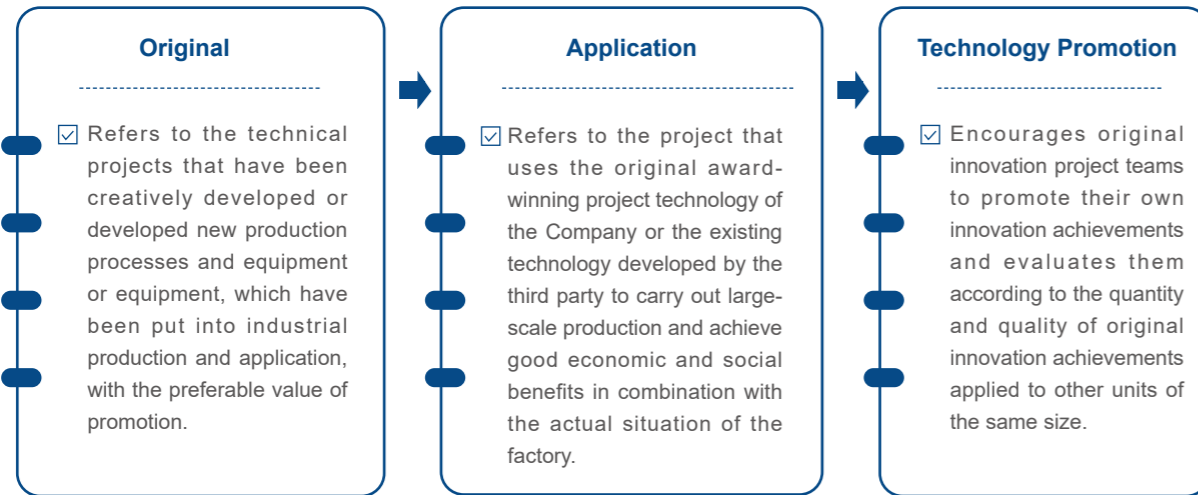 Original
Refers to the technical
projects that have been
creatively developed or
developed new production
processes and equipment
or equipment, which have
been put into industrial
production and application,
with the preferable value of
promotion.
Application
Refers to the project that
uses the original award-
winning project technology of
the Company or the existing
technology developed by the
third party to carry out large-
scale production and achieve
good economic and social
benefits in combination with
the actual situation of the
factory.
Technology Promotion
Encourages original
innovation project teams
to promote their own
innovation achievements
and evaluates them
according to the quantity
and quality of original
innovation achievements
applied to other units of
the same size.